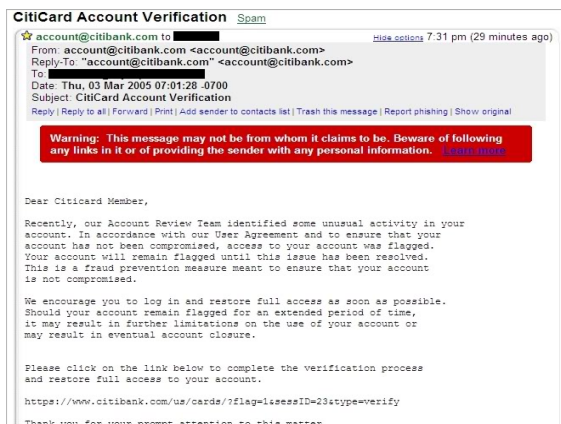 CitiCard Account Verification Spam
account@citibank.com to Hide options 7:31 pm (29 minutes ago)
From: account@citibank.com <account@citibank.com>
Reply-To: "account@citibank.com" <account@citibank.com>
To:
Date: Thu, 03 Mar 2005 07:01:28 -0700
Subject: CitiCard Account Verification
Reply | Reply to all | Forward | Print | Add sender to contacts list | Trash this message | Report phishing | Show original
Warning: This message may not be from whom it claims to be. Beware of following
any links in it or of providing the sender with any personal information. Learn more
Dear Citicard Member,
Recently, our Account Review Team identified some unusual activity in your
account. In accordance with our User Agreement and to ensure that your
account has not been compromised, access to your account was flagged.
Your account will remain flagged until this issue has been resolved.
This is a fraud prevention measure meant to ensure that your account
is not compromised.
We encourage you to log in and restore full access as soon as possible.
Should your account remain flagged for an extended period of time,
it may result in further limitations on the use of your account or
may result in eventual account closure.
Please click on the link below to complete the verification process
and restore full access to your account.
https://www.citibank.com/us/cards/?flag=1&sessID=23&type=verify
Thank you for your prompt attention to this matter